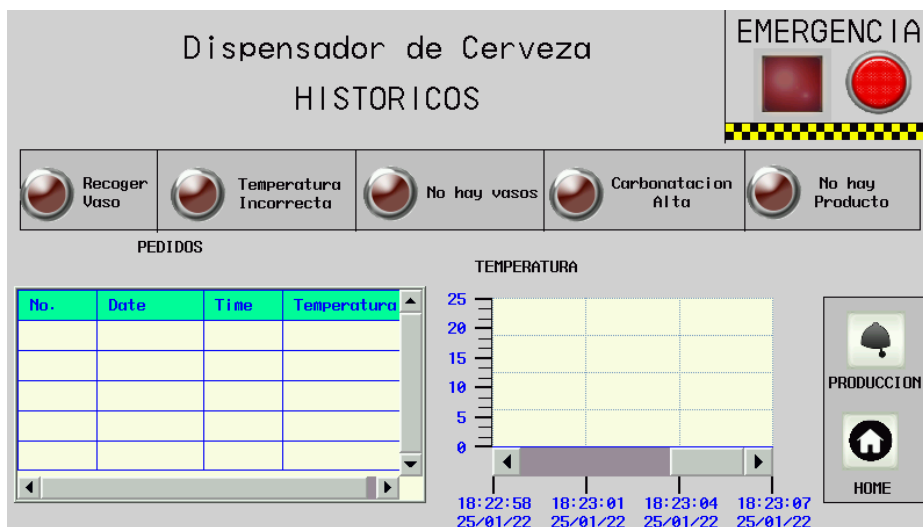 Dispensador de Cerveza
HISTORICOS
EMERGENCIA
Recoger
Vaso
Temperatura
Incorrecta
No hay vasos
Carbonatacion
Alta
No hay
Producto
PEDIDOS
No. Date Time Temperatura
TEMPERATURA
25
20
15
10
5
0
18:22:58 18:23:01 18:23:04 18:23:07
25/01/22 25/01/22 25/01/22 25/01/22
PRODUCCION
HOME